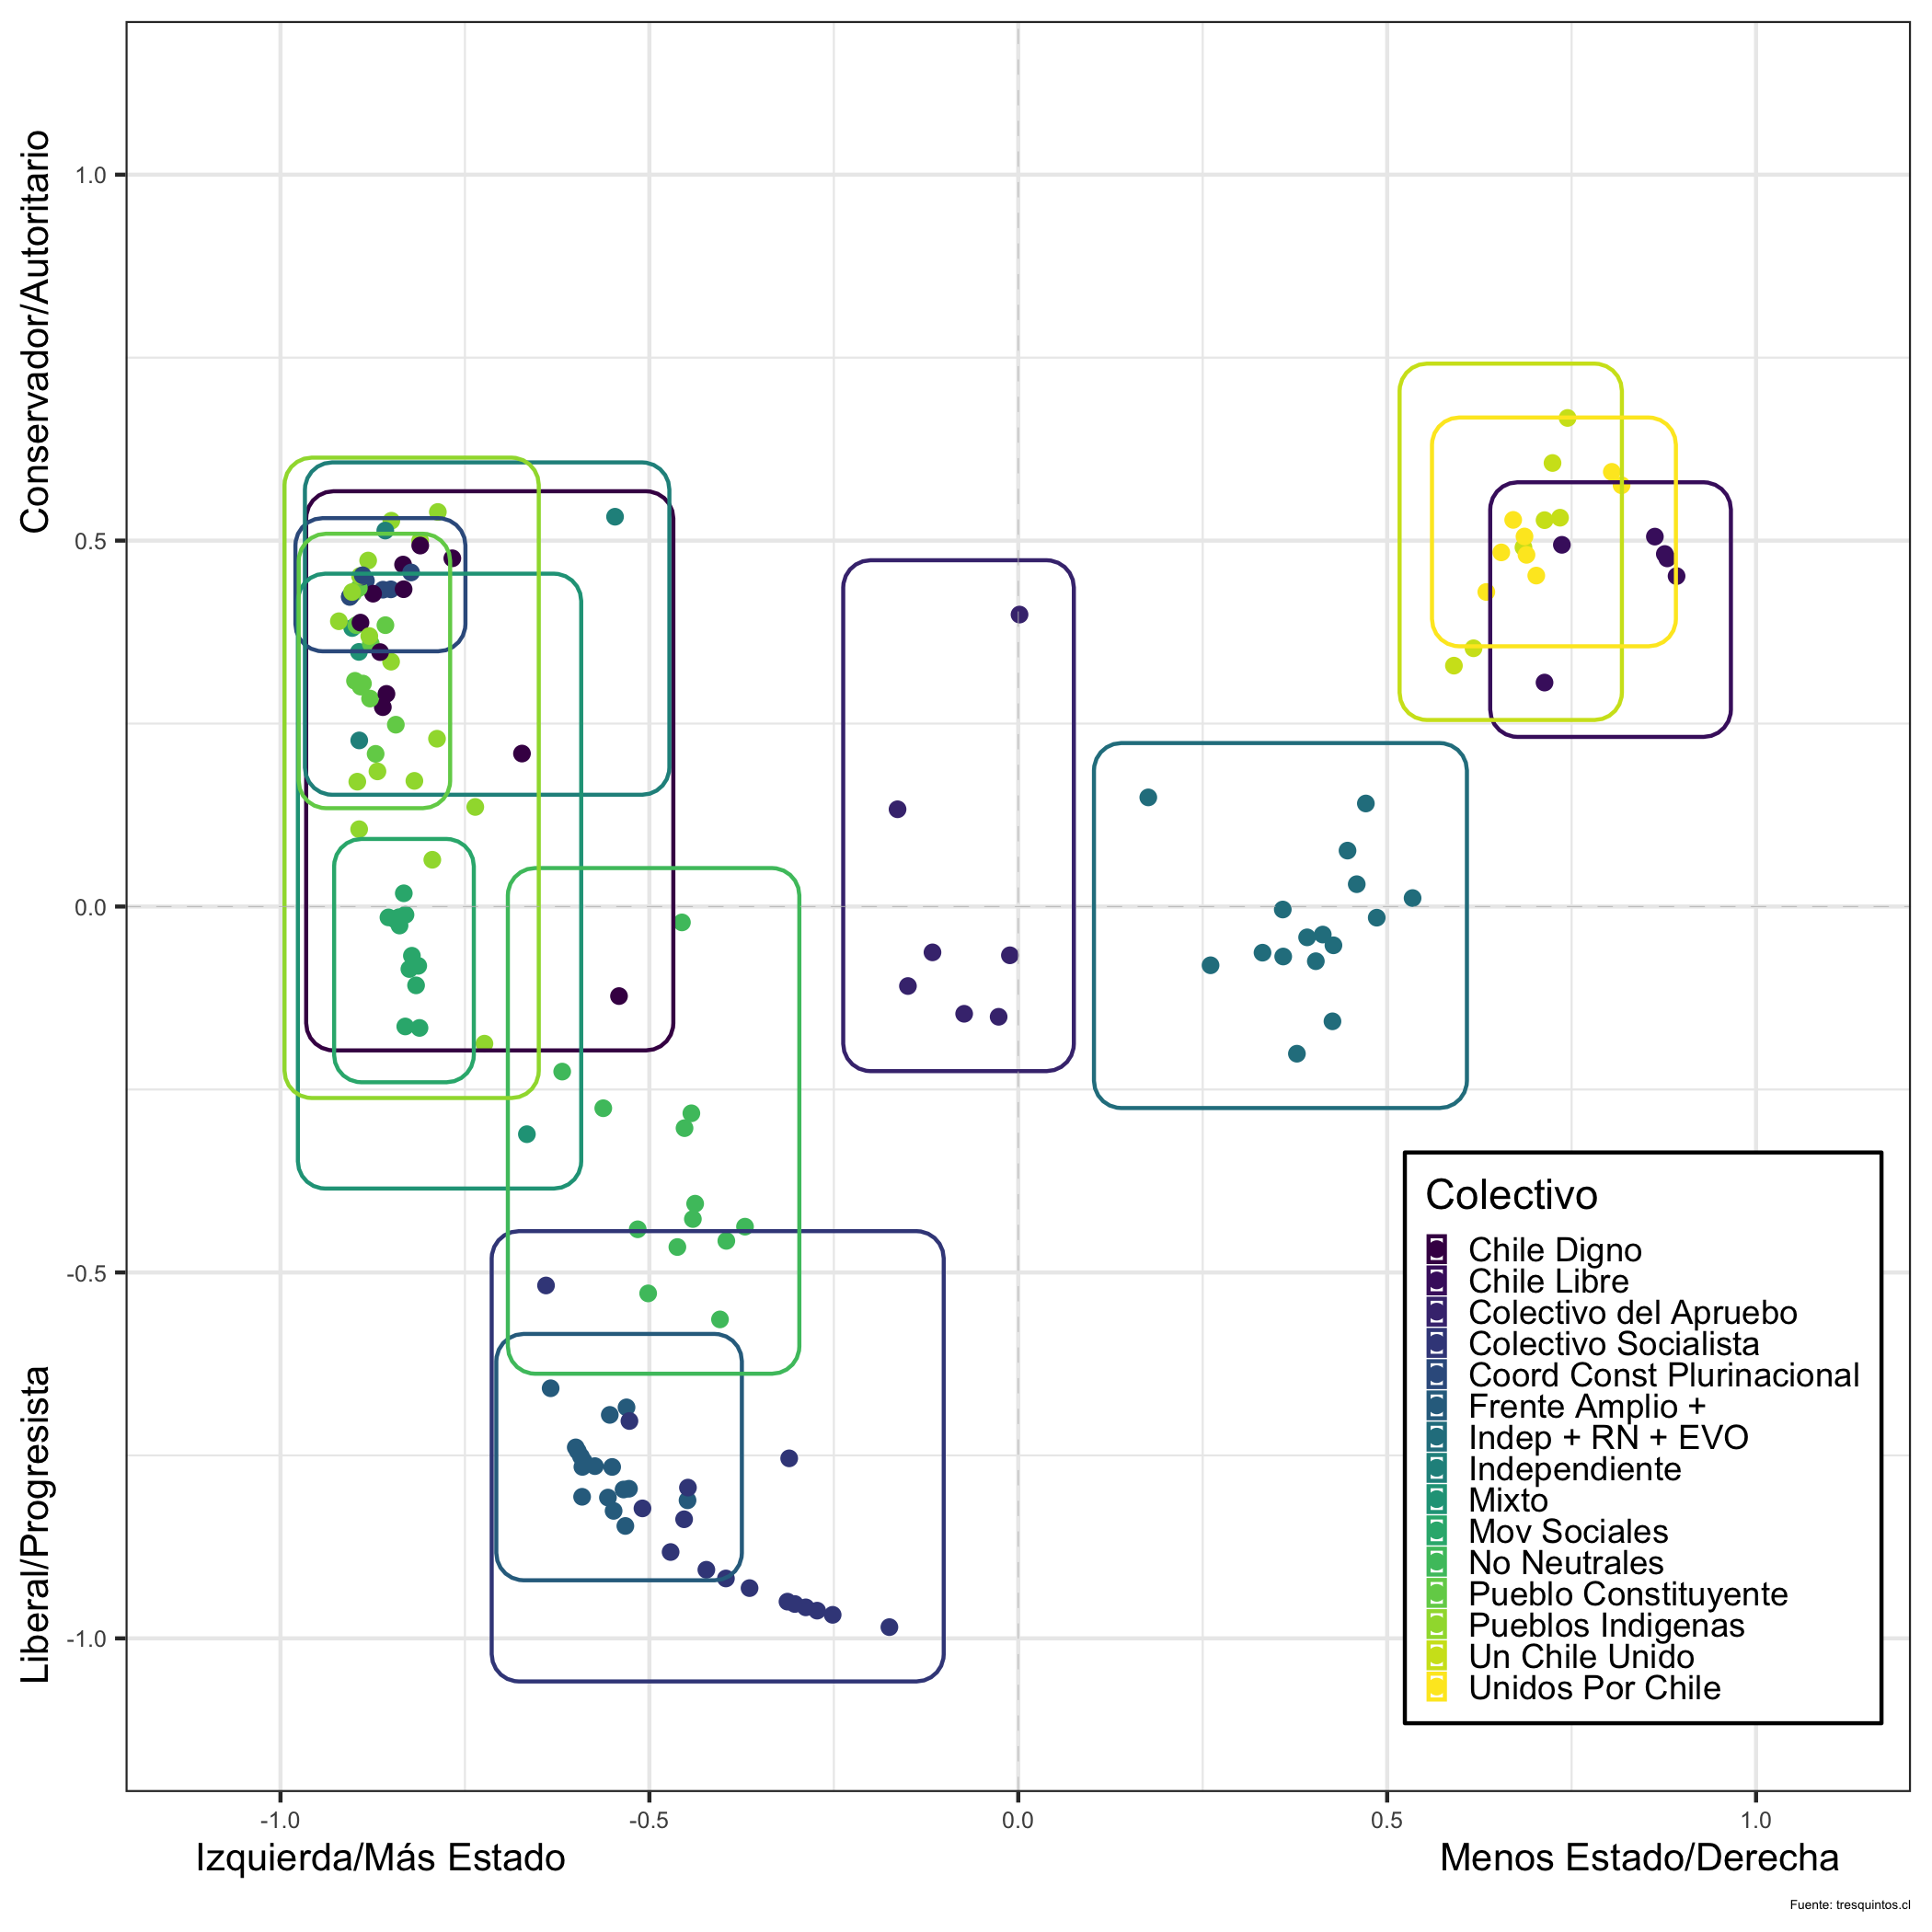 Conservador/Autoritario
Liberal/Progresista
1.0
0.5
0.0
-0.5
-1.0
Colectivo
Chile Digno
Chile Libre
Colectivo del Apruebo
Colectivo Socialista
Coord Const Plurinacional
Frente Amplio +
Indep + RN + EVO
Independiente
Mixto
Mov Sociales
No Neutrales
Pueblo Constituyente
Pueblos Indigenas
Un Chile Unido
Unidos Por Chile
-1.0
-0.5
0.0
0.5
1.0
Izquierda/Más Estado
Menos Estado/Derecha
Fuente: tresquintos.cl